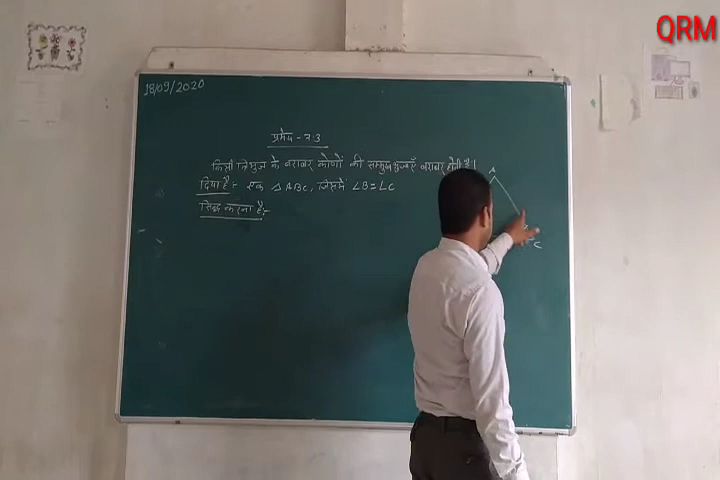 QRM
18/09/2020
प्रमेय - 7.3
किसी त्रिभुज के बराबर कोणों की सम्मुख भुजाएँ बराबर होती है।
दिया है:- एक △ ABC, जिसमें ∠B = ∠C
सिद्ध करना है:-
A
C